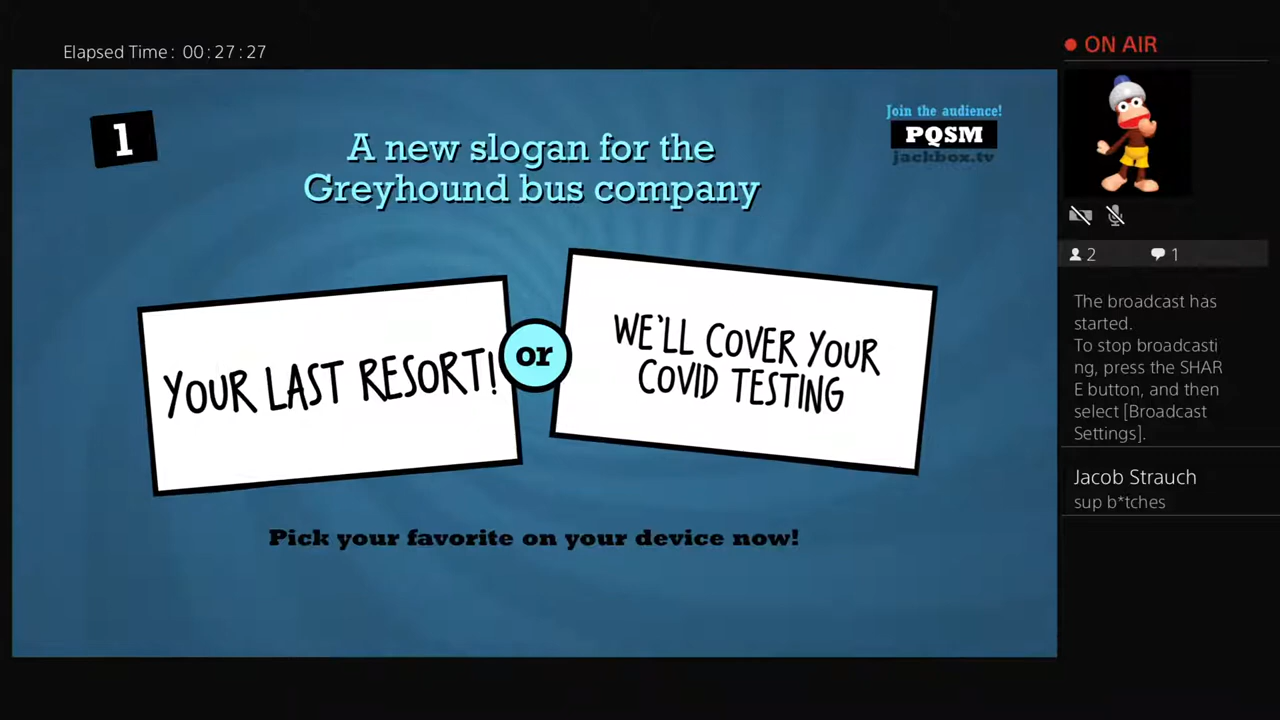 Elapsed Time: 00:27:27
ON AIR
1
A new slogan for the
Greyhound bus company
Join the audience!
PQSM
jackbox.tv
YOUR LAST RESORT!
or
WE'LL COVER YOUR
COVID TESTING
Pick your favorite on your device now!
2
1
The broadcast has
started.
To stop broadcasti
ng, press the SHAR
E button, and then
select [Broadcast
Settings].
Jacob Strauch
sup b*tches